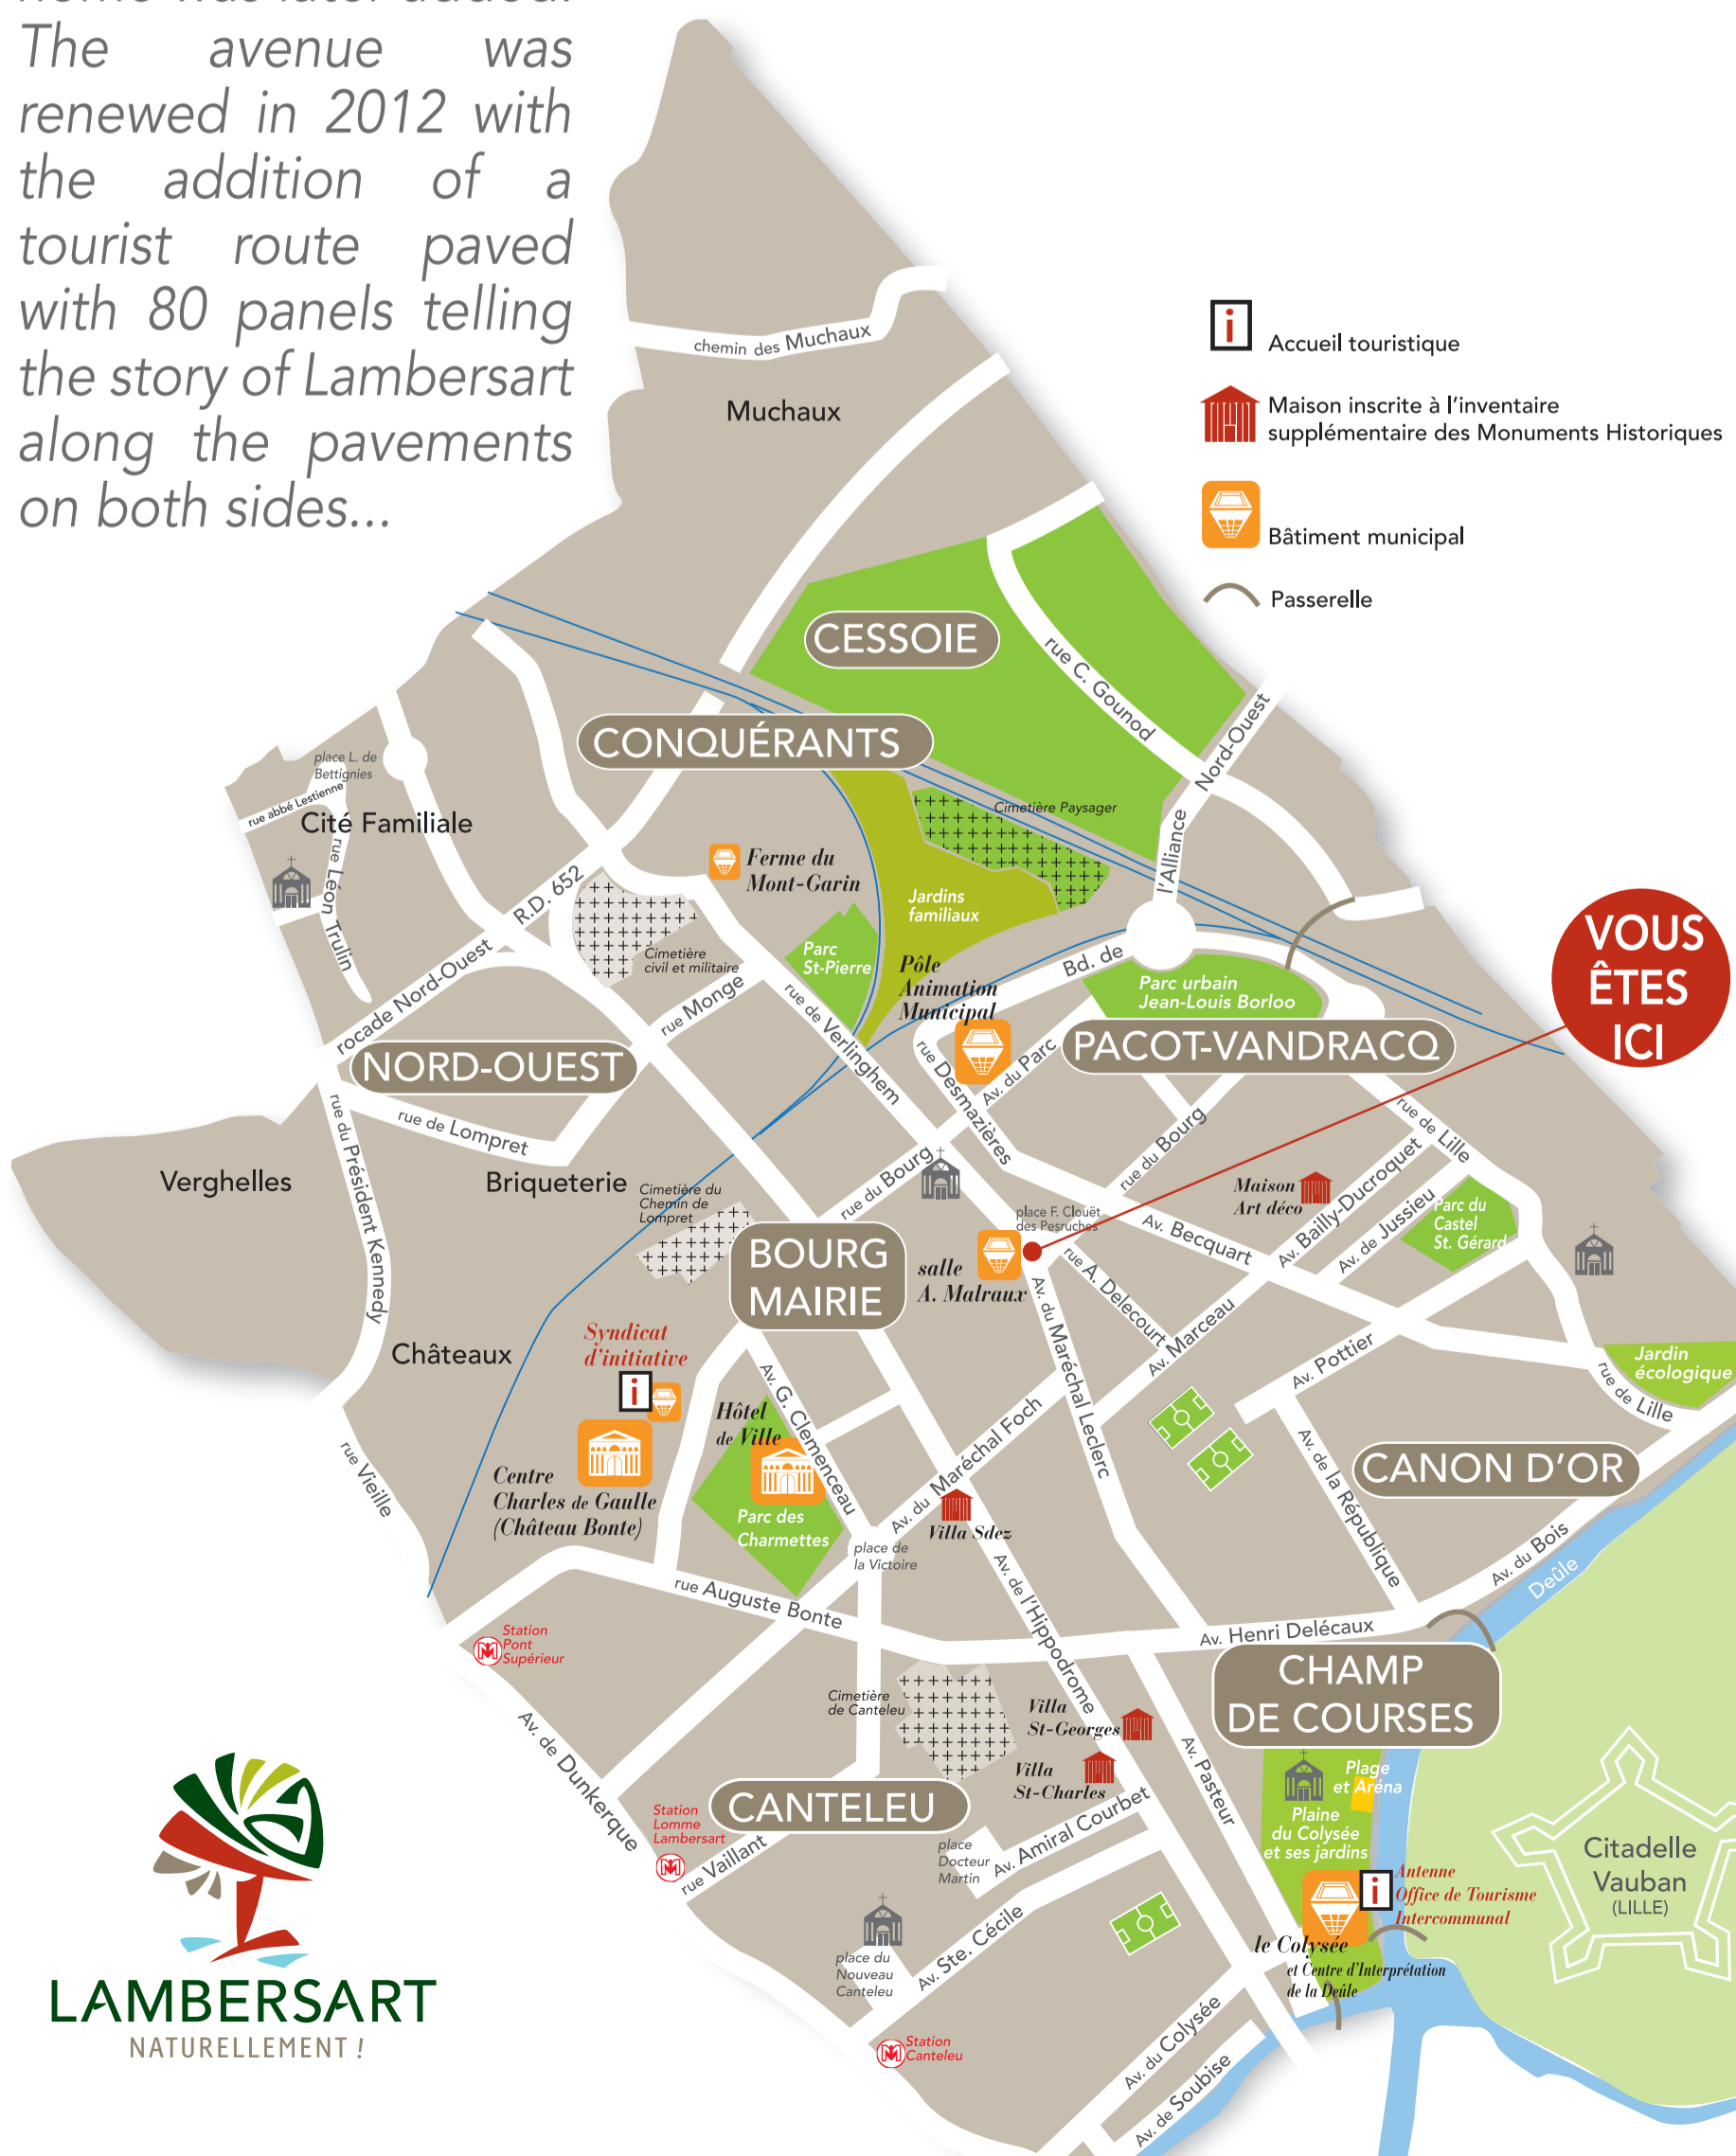 The avenue was
renewed in 2012 with
the addition of a
tourist route paved
with 80 panels telling
the story of Lambersart
along the pavements
on both sides...
Accueil touristique
Maison inscrite à l'inventaire
supplémentaire des Monuments Historiques
Bâtiment municipal
Passerelle
chemin des Muchaux
Muchaux
CESSOIE
rue C. Gounod
Nord-Ouest
l'Alliance
Bd. de
CONQUÉRANTS
place L. de
Bettignies
rue abbé Lestienne
Cité Familiale
rue Léon Trulin
R.D. 652
rocade Nord-Ouest
Ferme du
Mont-Garin
Cimetière Paysager
Jardins
familiaux
Cimetière
civil et militaire
Parc
St-Pierre
Pôle
Animation
Municipal
Parc urbain
Jean-Louis Borloo
VOUS
ÊTES
ICI
rue Monge
rue de Verlinghem
NORD-OUEST
PACOT-VANDRACQ
rue Desmazières
Av. du Parc
rue de Lompret
rue du Président Kennedy
rue du Bourg
rue du Bourg
rue de Lille
Verghelles
Briqueterie
Cimetière du
Chemin de
Lompret
Maison
Art déco
Av. Bailly-Ducroquet
Av. de Jussieu
Parc du
Castel
St. Gérard
place F. Clouët
des Pesruches
Av. Becquart
BOURG
MAIRIE
salle
A. Malraux
rue A. Delecourt
Av. du Maréchal Leclerc
Av. Marceau
Châteaux
Syndicat
d'initiative
i
Av. Pottier
Jardin
écologique
rue de Lille
Av. G. Clemenceau
Hôtel
de Ville
Av. du Maréchal Foch
rue Vieille
Centre
Charles de Gaulle
(Château Bonte)
Parc des
Charmettes
CANON D'OR
Av. de la République
Villa Sdez
place de
la Victoire
Av. du Bois
Deûle
rue Auguste Bonte
Av. de l'Hippodrome
Av. Henri Delécaux
Station
Pont
Supérieur
CHAMP
DE COURSES
Cimetière
de Canteleu
Villa
St-Georges
Villa
St-Charles
Av. Pasteur
Av. de Dunkerque
Plage
et Aréna
Plaine
du Colysée
et ses jardins
CANTELEU
Station
Lomme
Lambersart
rue Vaillant
place
Docteur
Martin
Av. Amiral Courbet
Citadelle
Vauban
(LILLE)
i
Antenne
Office de Tourisme
Intercommunal
le Colysée
et Centre d'Interprétation
de la Deûle
Av. Ste. Cécile
place du
Nouveau
Canteleu
Station
Canteleu
Av. du Colysée
Av. de Soubise
LAMBERSART
NATURELLEMENT !